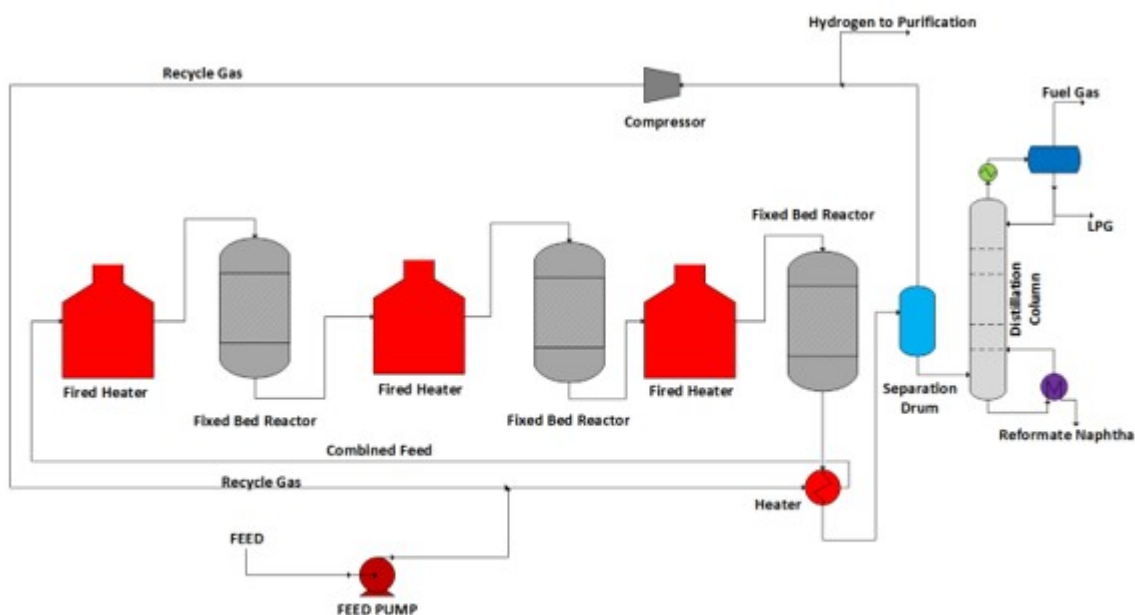 Hydrogen to Purification
Recycle Gas
Fuel Gas
Compressor
Fixed Bed Reactor
LPG
Distillation
Column
Fired Heater
Fixed Bed Reactor
Fired Heater
Fixed Bed Reactor
Fired Heater
Separation
Drum
Reformate Naphtha
Combined Feed
Recycle Gas
Heater
FEED
FEED PUMP
M